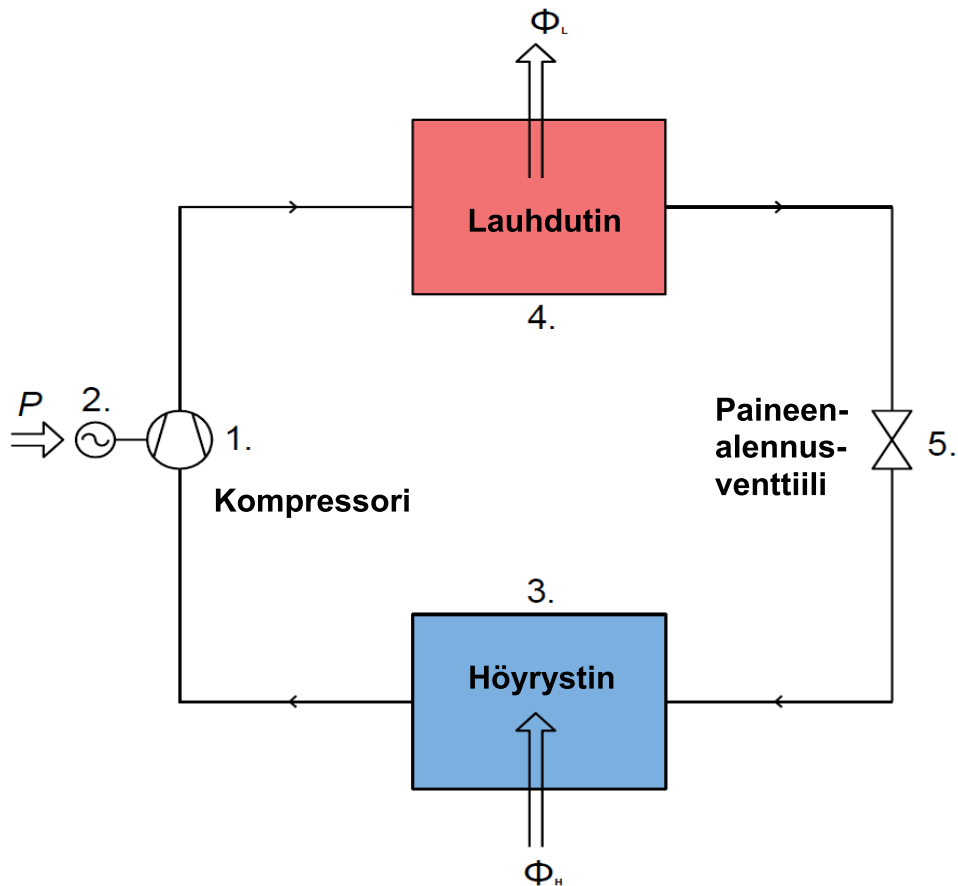 ΦL
Lauhdutin
4.
P
2.
1.
Kompressori
Paineen-
alennus-
venttiili
5.
3.
Höyrystin
ΦH